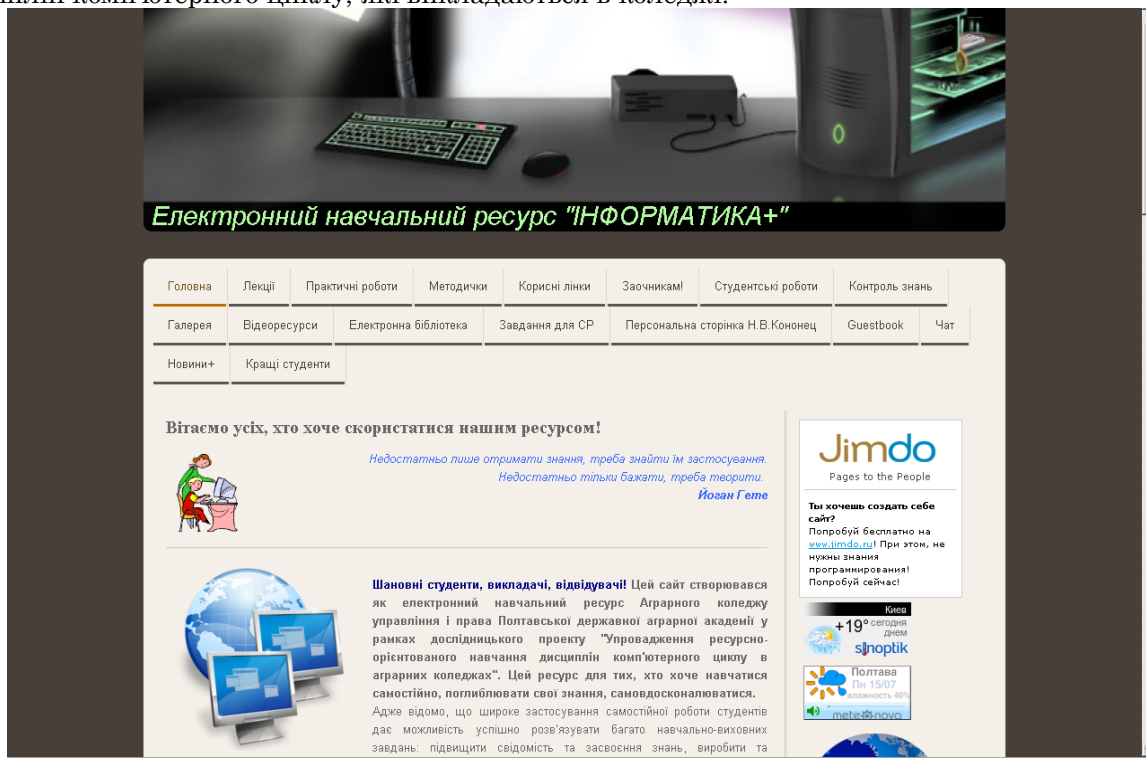 Електронний навчальний ресурс "ІНФОРМАТИКА+"
Головна Лекції Практичні роботи Методички Корисні лінки Заочникам! Студентські роботи Контроль знань
Галерея Відеоресурси Електронна бібліотека Завдання для СР Персональна сторінка Н.В.Кононец Guestbook Чат
Новини+ Кращі студенти
Вітаємо усіх, хто хоче скористатися нашим ресурсом!
Недостатньо лише отримати знання, треба знайти їм застосування.
Недостатньо тільки бажати, треба творити.
Йоган Гете
Шановні студенти, викладачі, відвідувачі! Цей сайт створювався
як електронний навчальний ресурс Аграрного коледжу
управління і права Полтавської державної аграрної академії у
рамках дослідницького проекту "Упровадження ресурсно-
орієнтованого навчання дисциплін комп'ютерного циклу в
аграрних коледжах". Цей ресурс для тих, хто хоче навчатися
самостійно, поглиблювати свої знання, самовдосконалюватися.
Адже відомо, що широке застосування самостійної роботи студентів
дає можливість успішно розв'язувати багато навчально-виховних
завдань: підвищити свідомість та засвоєння знань, виробити та
Jimdo
Pages to the People
Ты хочешь создать себе
сайт?
Попробуй бесплатно на
www.jimdo.ru! При этом, не
нужны знания
программирования!
Попробуй сейчас!
Киев
+19° сегодня
днем
sinoptik
Полтава
Пн 15/07
влажность 40%
meteonovo